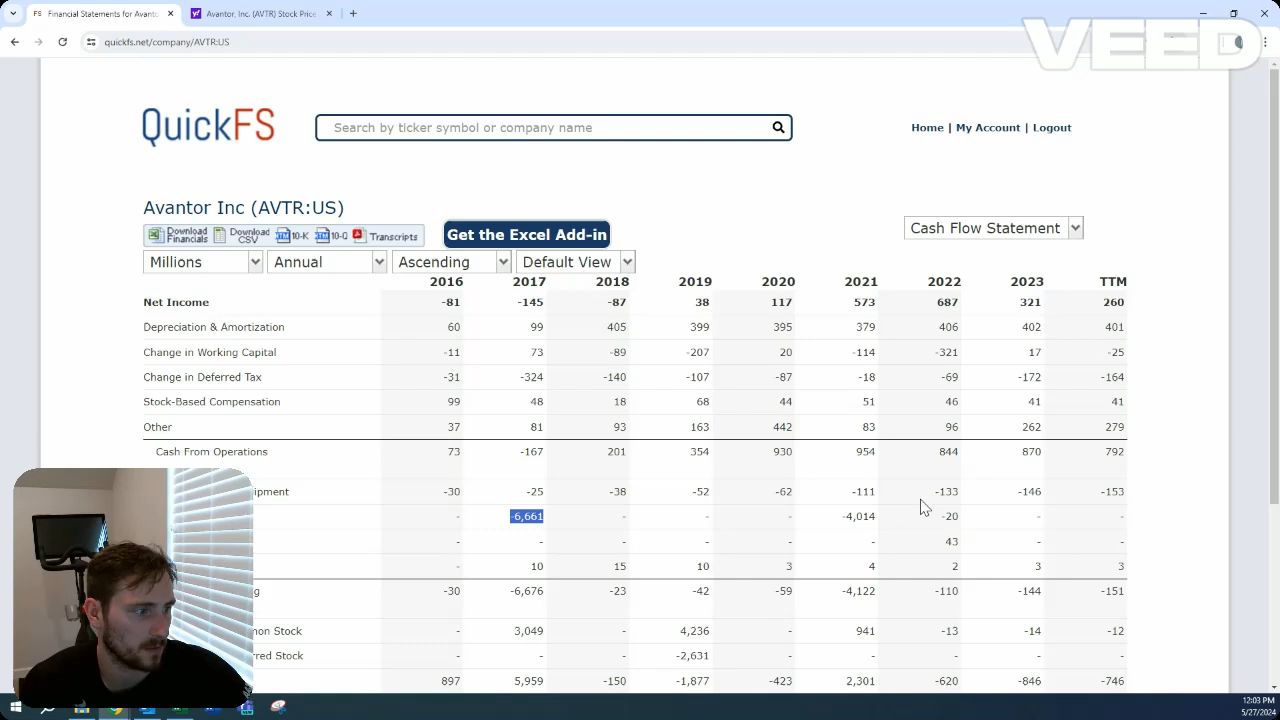 FS Financial Statements for Avanto
Avantor, Inc. (AVTR) Stock Price
quickfs.net/company/AVTR:US
VEED
QuickFS
Search by ticker symbol or company name
Home | My Account | Logout
Avantor Inc (AVTR:US)
Download Financials Download CSV 10-K 10-Q Transcripts
Get the Excel Add-in
Cash Flow Statement
Millions Annual Ascending Default View
2016 2017 2018 2019 2020 2021 2022 2023 TTM
Net Income -81 -145 -87 38 117 573 687 321 260
Depreciation & Amortization 60 99 405 399 395 379 406 402 401
Change in Working Capital -11 73 -89 -207 20 -114 -321 17 -25
Change in Deferred Tax -31 -324 -140 -107 -87 -18 -69 -172 -164
Stock-Based Compensation 99 48 18 68 44 51 46 41 41
Other 37 81 93 163 442 83 96 262 279
Cash From Operations 73 -167 201 354 930 954 844 870 792
ipment -30 -25 -38 -52 -62 -111 -133 -146 -153
- -6,661 - - - -4,014 -20 - -
- - - - - - 43 - -
- 10 15 10 3 4 2 3 3
g -30 -6,676 -23 -42 -59 -4,122 -110 -144 -151
non Stock - 3,049 - 4,236 - 941 -13 -14 -12
rred Stock - - - -2,631 - - - - -
897 5,959 -150 -1,877 -423 2,301 -620 -846 -746
12:03 PM
5/27/2024